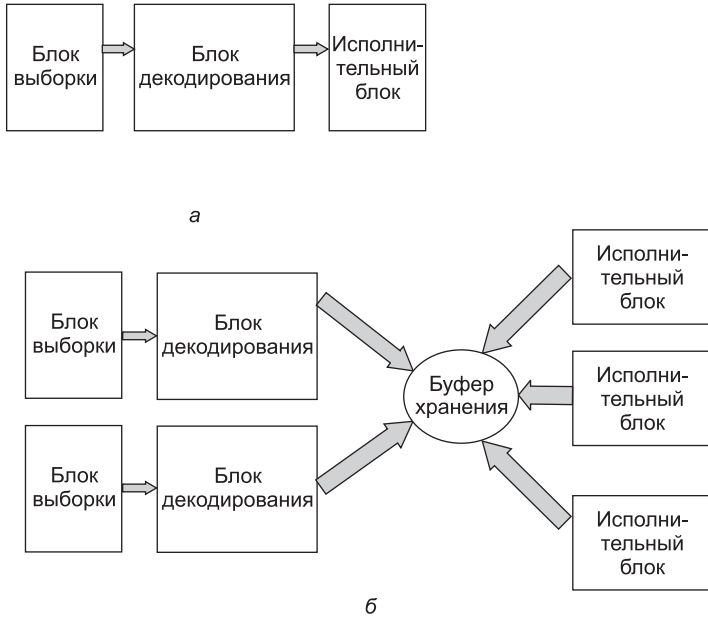 Блок
выборки
Блок
декодирования
Исполни-
тельный
блок
а
Блок
выборки
Блок
декодирования
Блок
выборки
Блок
декодирования
Буфер
хранения
Исполни-
тельный
блок
Исполни-
тельный
блок
Исполни-
тельный
блок
б